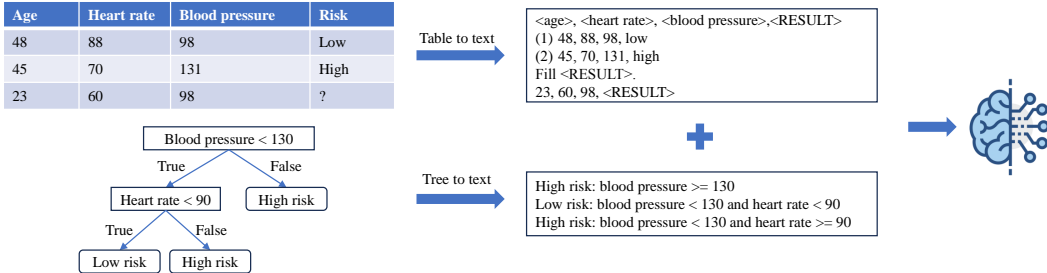 Age Heart rate Blood pressure Risk
48 88 98 Low
45 70 131 High
23 60 98 ?
Table to text
<age>, <heart rate>, <blood pressure>,<RESULT>
(1) 48, 88, 98, low
(2) 45, 70, 131, high
Fill <RESULT>.
23, 60, 98, <RESULT>
Blood pressure < 130
True False
Heart rate < 90 High risk
True False
Low risk High risk
Tree to text
High risk: blood pressure >= 130
Low risk: blood pressure < 130 and heart rate < 90
High risk: blood pressure < 130 and heart rate >= 90